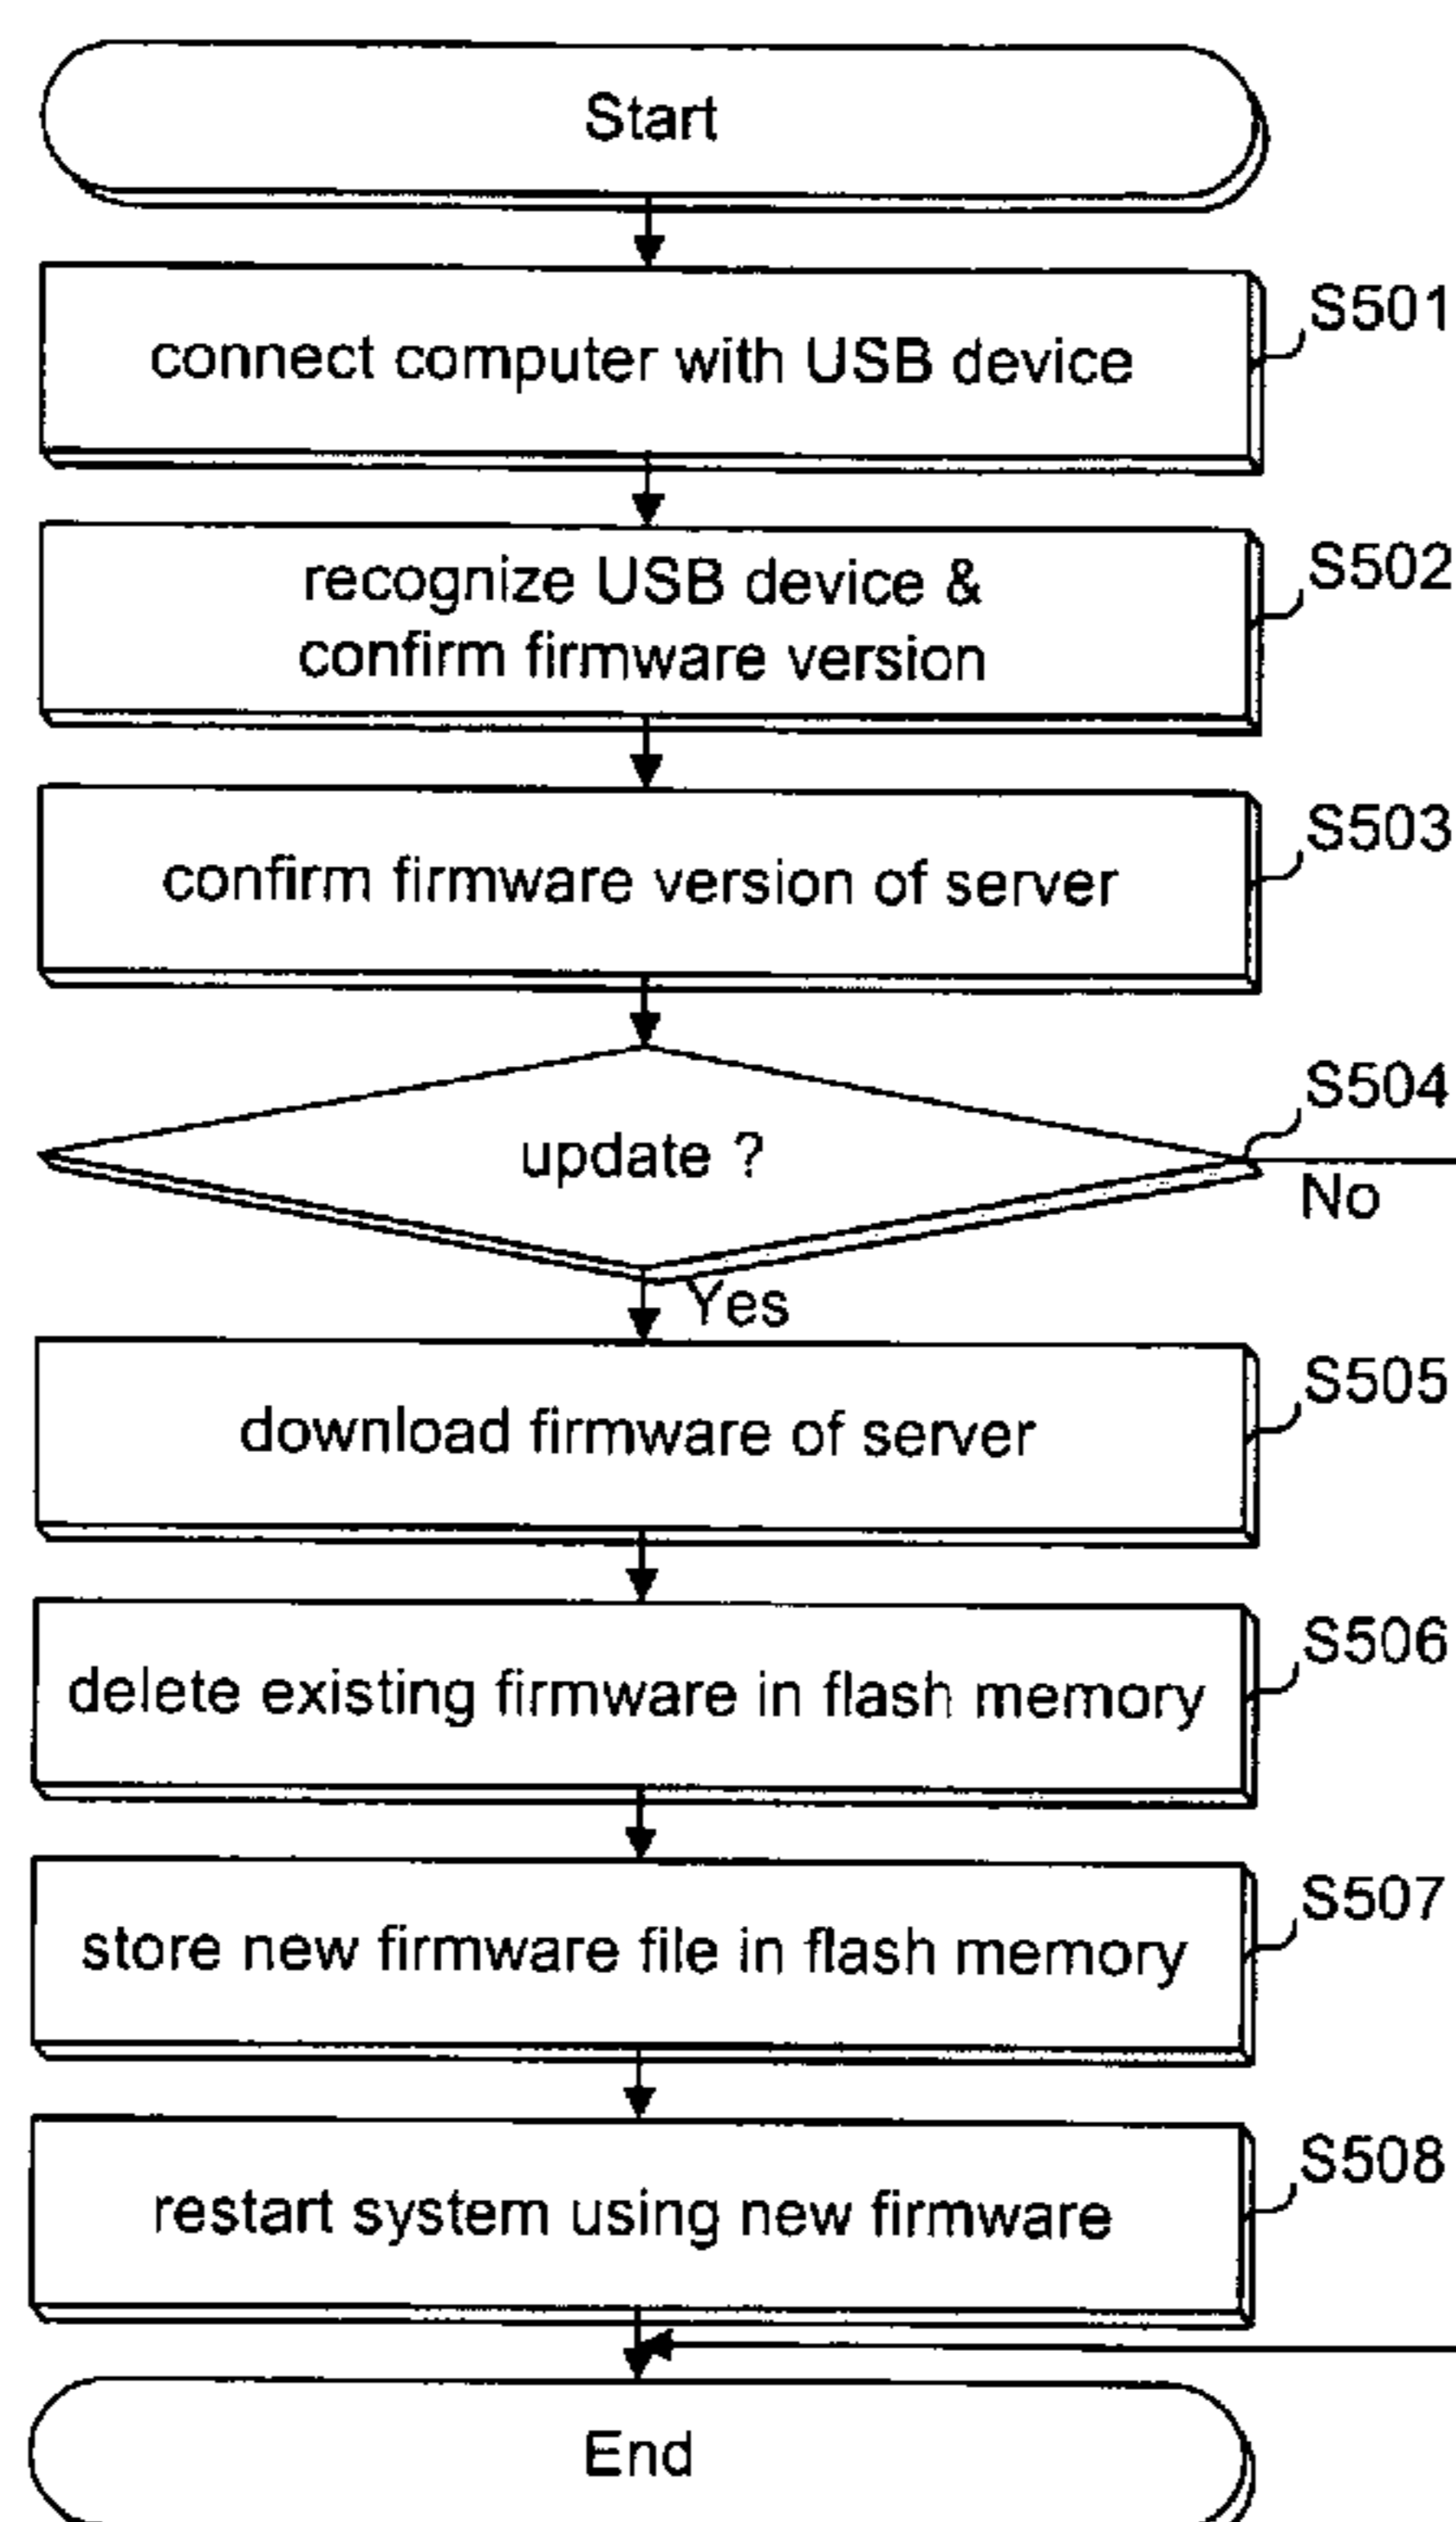 Start
connect computer with USB device
S501
recognize USB device &
confirm firmware version
S502
confirm firmware version of server
S503
update ?
S504
No
Yes
download firmware of server
S505
delete existing firmware in flash memory
S506
store new firmware file in flash memory
S507
restart system using new firmware
S508
End